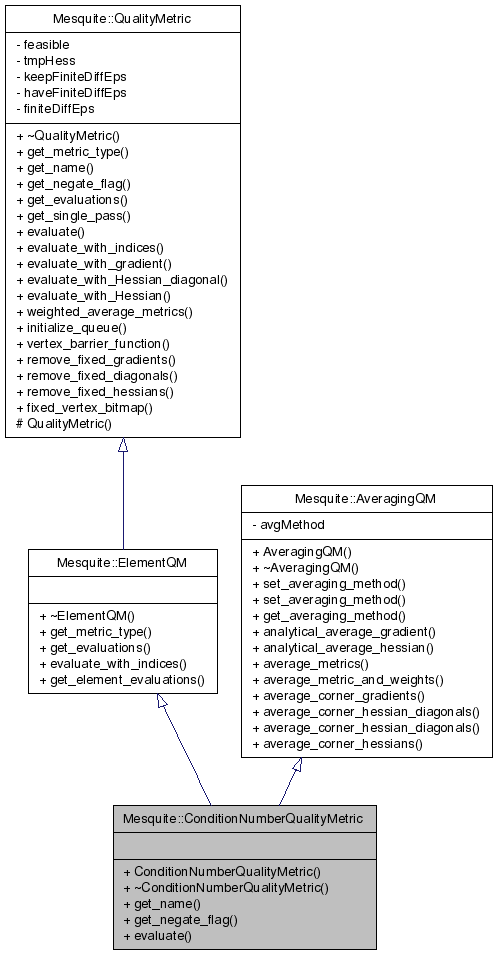 Mesquite::QualityMetric
- feasible
- tmpHess
- keepFiniteDiffEps
- haveFiniteDiffEps
- finiteDiffEps
+ ~QualityMetric()
+ get_metric_type()
+ get_name()
+ get_negate_flag()
+ get_evaluations()
+ get_single_pass()
+ evaluate()
+ evaluate_with_indices()
+ evaluate_with_gradient()
+ evaluate_with_Hessian_diagonal()
+ evaluate_with_Hessian()
+ weighted_average_metrics()
+ initialize_queue()
+ vertex_barrier_function()
+ remove_fixed_gradients()
+ remove_fixed_diagonals()
+ remove_fixed_hessians()
+ fixed_vertex_bitmap()
# QualityMetric()
Mesquite::AveragingQM
- avgMethod
+ AveragingQM()
+ ~AveragingQM()
+ set_averaging_method()
+ set_averaging_method()
+ get_averaging_method()
+ analytical_average_gradient()
+ analytical_average_hessian()
+ average_metrics()
+ average_metric_and_weights()
+ average_corner_gradients()
+ average_corner_hessian_diagonals()
+ average_corner_hessian_diagonals()
+ average_corner_hessians()
Mesquite::ElementQM
+ ~ElementQM()
+ get_metric_type()
+ get_evaluations()
+ evaluate_with_indices()
+ get_element_evaluations()
Mesquite::ConditionNumberQualityMetric
+ ConditionNumberQualityMetric()
+ ~ConditionNumberQualityMetric()
+ get_name()
+ get_negate_flag()
+ evaluate()